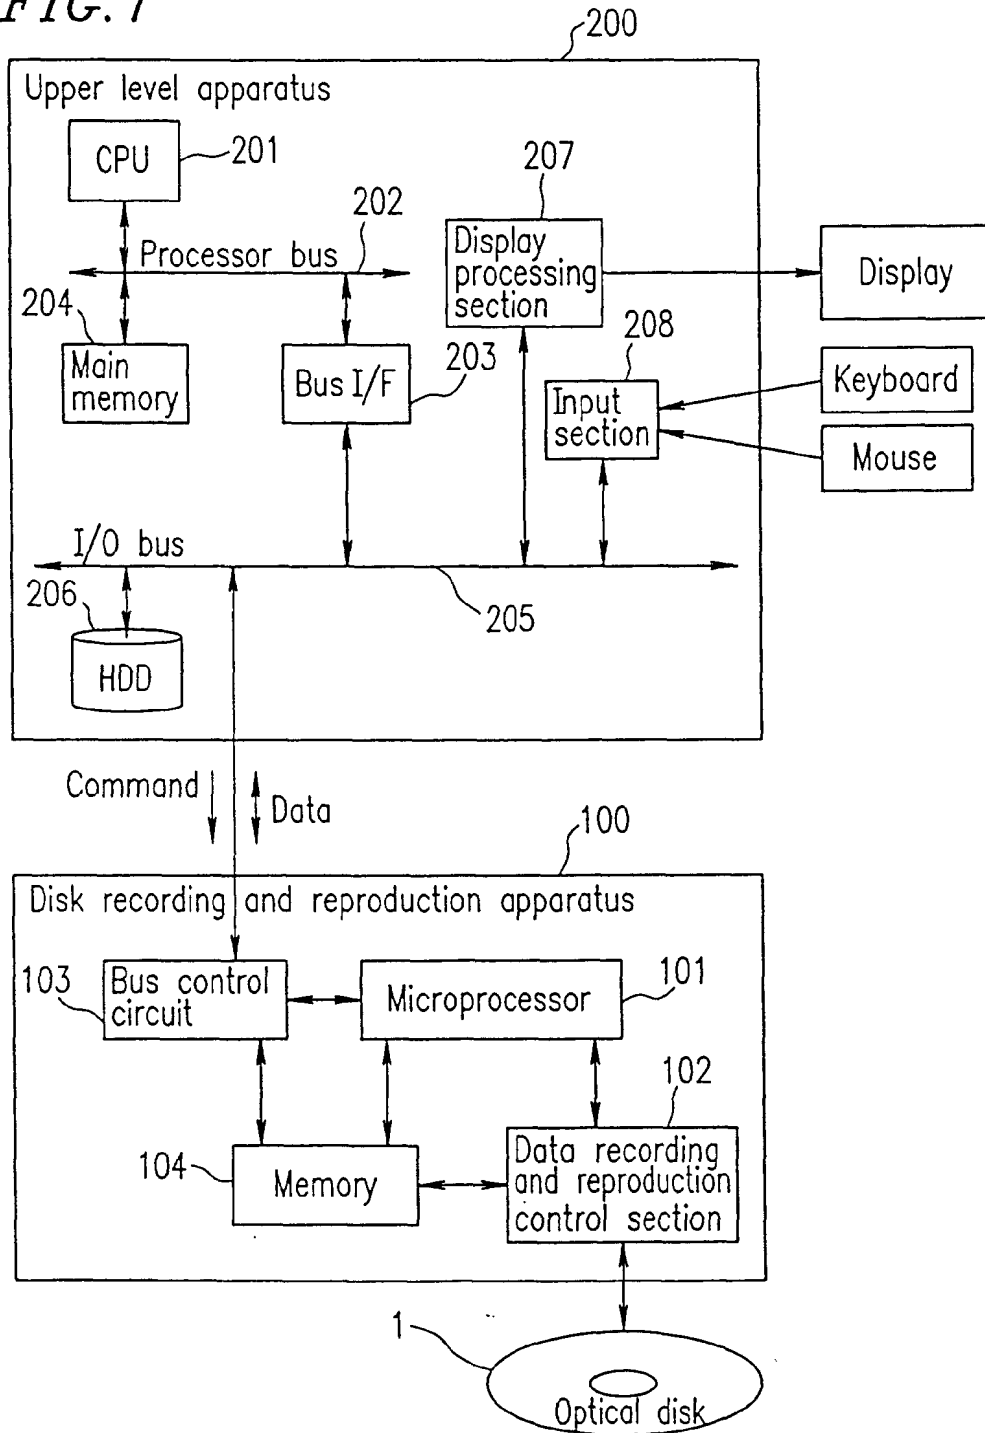 FIG. 7
200
Upper level apparatus
CPU
201
207
202
Processor bus
Display
processing
section
Display
204
208
Main
memory
Bus I/F
203
Input
section
Keyboard
Mouse
I/O bus
206
205
HDD
Command
Data
100
Disk recording and reproduction apparatus
103
Bus control
circuit
Microprocessor
101
102
104
Memory
Data recording
and reproduction
control section
1
Optical disk